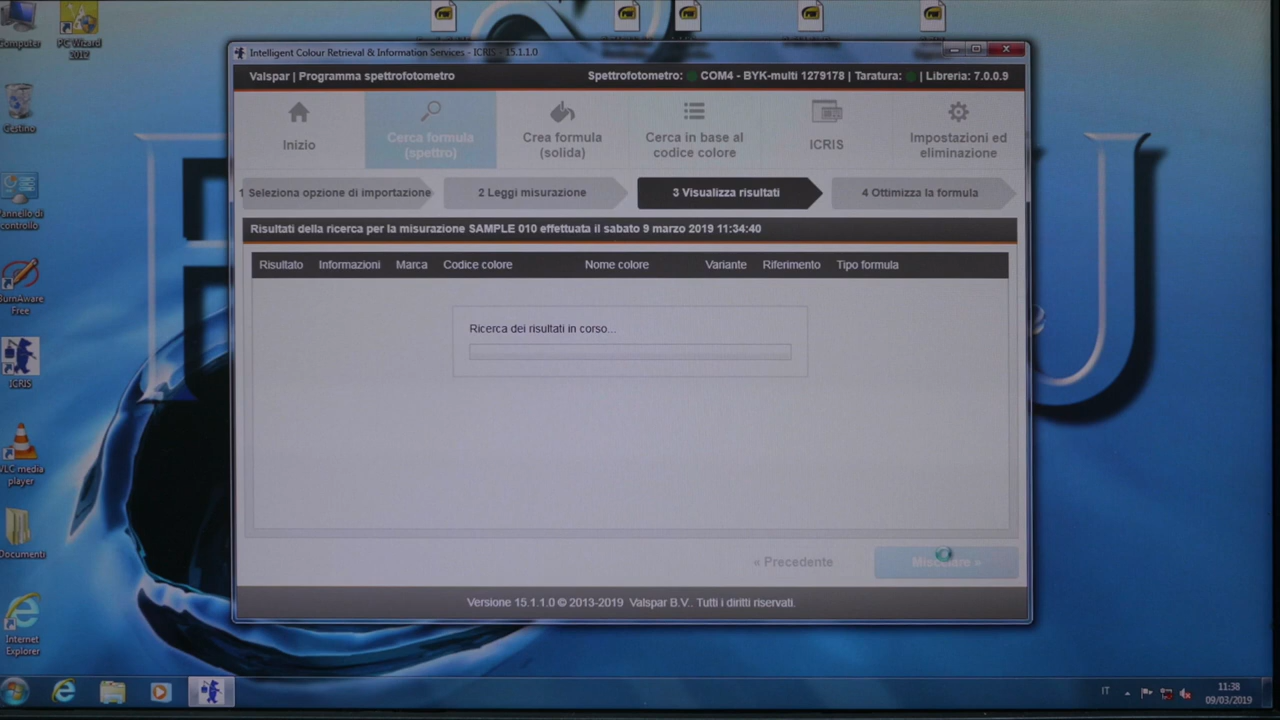 Computer
PC Wizard
2012
Cestino
Pannello di
controllo
BurnAware
Free
ICRIS
VLC media
player
Documenti
Internet
Explorer
Intelligent Colour Retrieval & Information Services - ICRIS - 15.1.1.0
Valspar | Programma spettrofotometro
Spettrofotometro: COM4 - BYK-multi 1279178 | Taratura: | Libreria: 7.0.0.9
Inizio
Cerca formula
(spettro)
Crea formula
(solida)
Cerca in base al
codice colore
ICRIS
Impostazioni ed
eliminazione
1 Seleziona opzione di importazione
2 Leggi misurazione
3 Visualizza risultati
4 Ottimizza la formula
Risultati della ricerca per la misurazione SAMPLE 010 effettuata il sabato 9 marzo 2019 11:34:40
Risultato Informazioni Marca Codice colore Nome colore Variante Riferimento Tipo formula
Ricerca dei risultati in corso...
« Precedente
Miscelare »
Versione 15.1.1.0 © 2013-2019 Valspar B.V.. Tutti i diritti riservati.
IT
11:38
09/03/2019